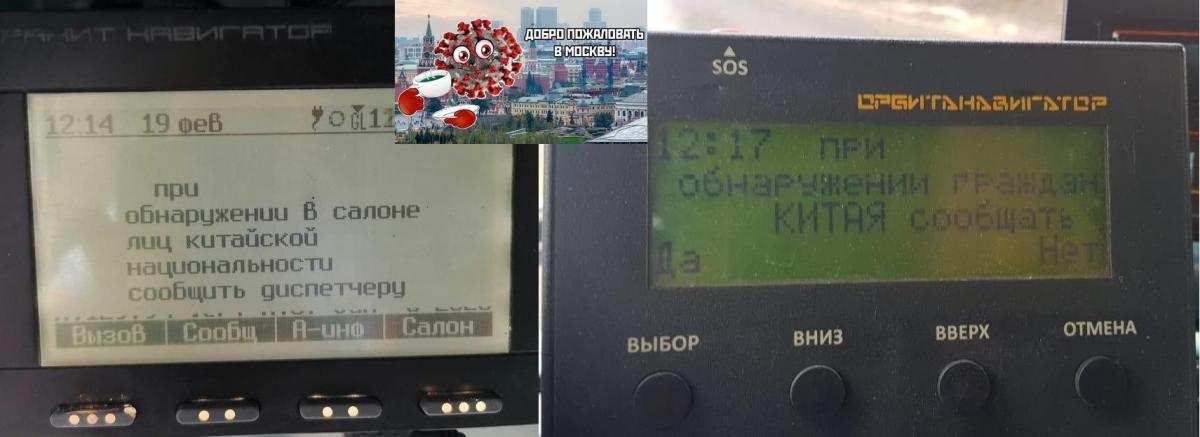 ГРАНИТ НАВИГАТОР
12:14 19 фев
при
обнаружении в салоне
лиц китайской
национальности
сообщить диспетчеру
Вызов Сообщ А-инф Салон
ДОБРО ПОЖАЛОВАТЬ
В МОСКВУ!
SOS
ОРБИТАНАВИГАТОР
12:17 при
обнаружении граждан
КИТАЯ сообщать
Да Нет
ВЫБОР ВНИЗ ВВЕРХ ОТМЕНА